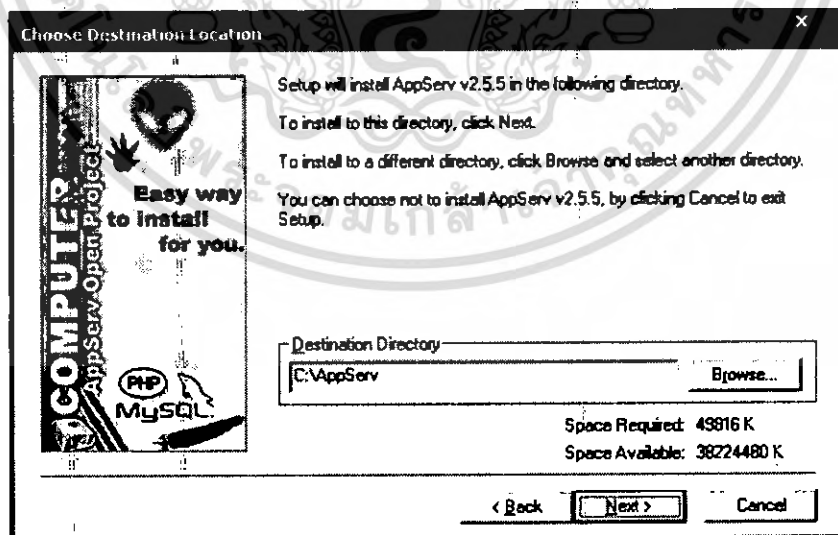 Choose Destination Location
×
COMPUTER
AppServ Open Project
Easy way
to install
for you.
PHP
MySQL
Setup will install AppServ v2.5.5 in the following directory.
To install to this directory, click Next.
To install to a different directory, click Browse and select another directory.
You can choose not to install AppServ v2.5.5, by clicking Cancel to exit
Setup.
Destination Directory
C:\AppServ
Browse...
Space Required: 49816 K
Space Available: 38224480 K
< Back
Next >
Cancel